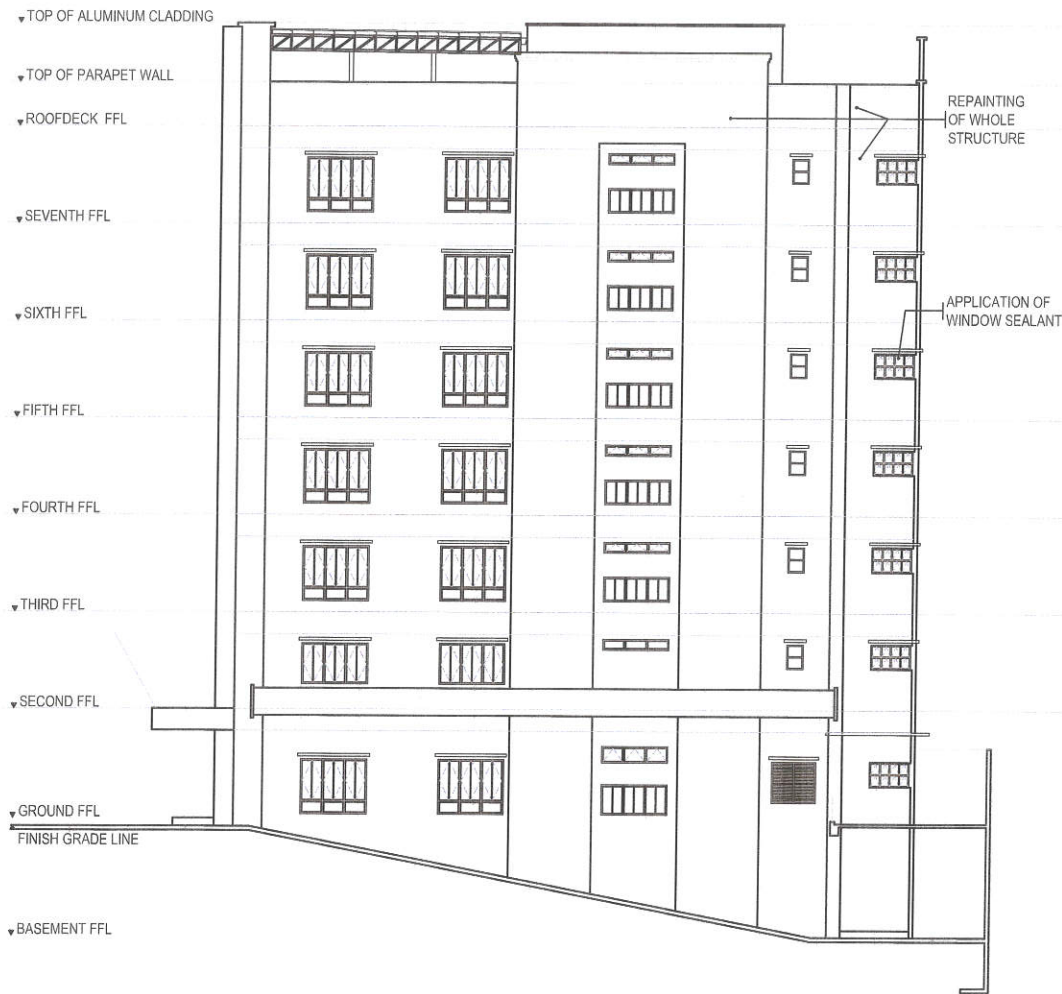 TOP OF ALUMINUM CLADDING
TOP OF PARAPET WALL
ROOFDECK FFL
REPAINTING
OF WHOLE
STRUCTURE
SEVENTH FFL
SIXTH FFL
APPLICATION OF
WINDOW SEALANT
FIFTH FFL
FOURTH FFL
THIRD FFL
SECOND FFL
GROUND FFL
FINISH GRADE LINE
BASEMENT FFL